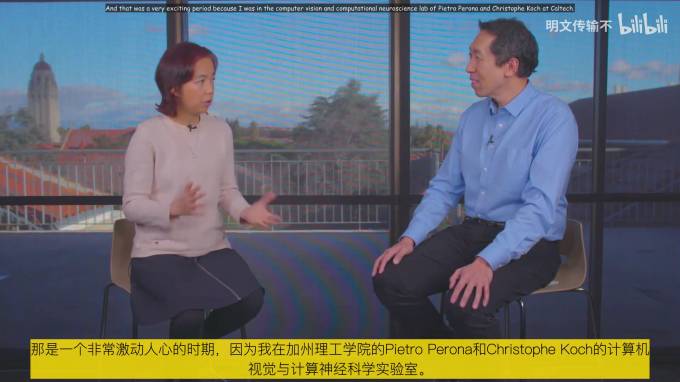 And that was a very exciting period because I was in the computer vision and computational neuroscience lab of Pietro Perona and Christophe Koch at Caltech.
明文传输不 bilibili
那是一个非常激动人心的时期，因为我在加州理工学院的Pietro Perona和Christophe Koch的计算机
视觉与计算神经科学实验室。